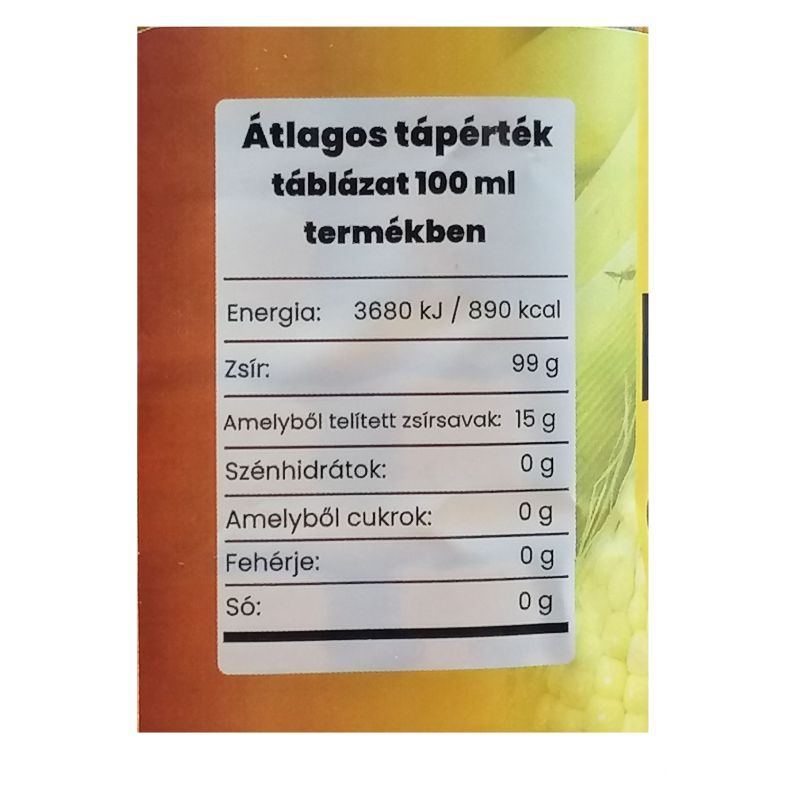 Átlagos tápérték
táblázat 100 ml
termékben
Energia: 3680 kJ / 890 kcal
Zsír: 99 g
Amelyből telített zsírsavak: 15 g
Szénhidrátok: 0 g
Amelyből cukrok: 0 g
Fehérje: 0 g
Só: 0 g